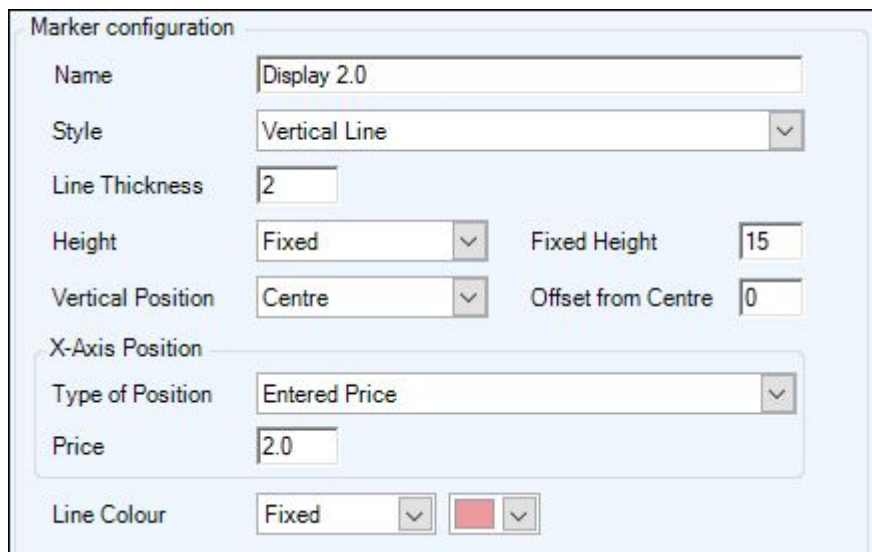 Marker configuration
Name Display 2.0
Style Vertical Line
Line Thickness 2
Height Fixed Fixed Height 15
Vertical Position Centre Offset from Centre 0
X-Axis Position
Type of Position Entered Price
Price 2.0
Line Colour Fixed